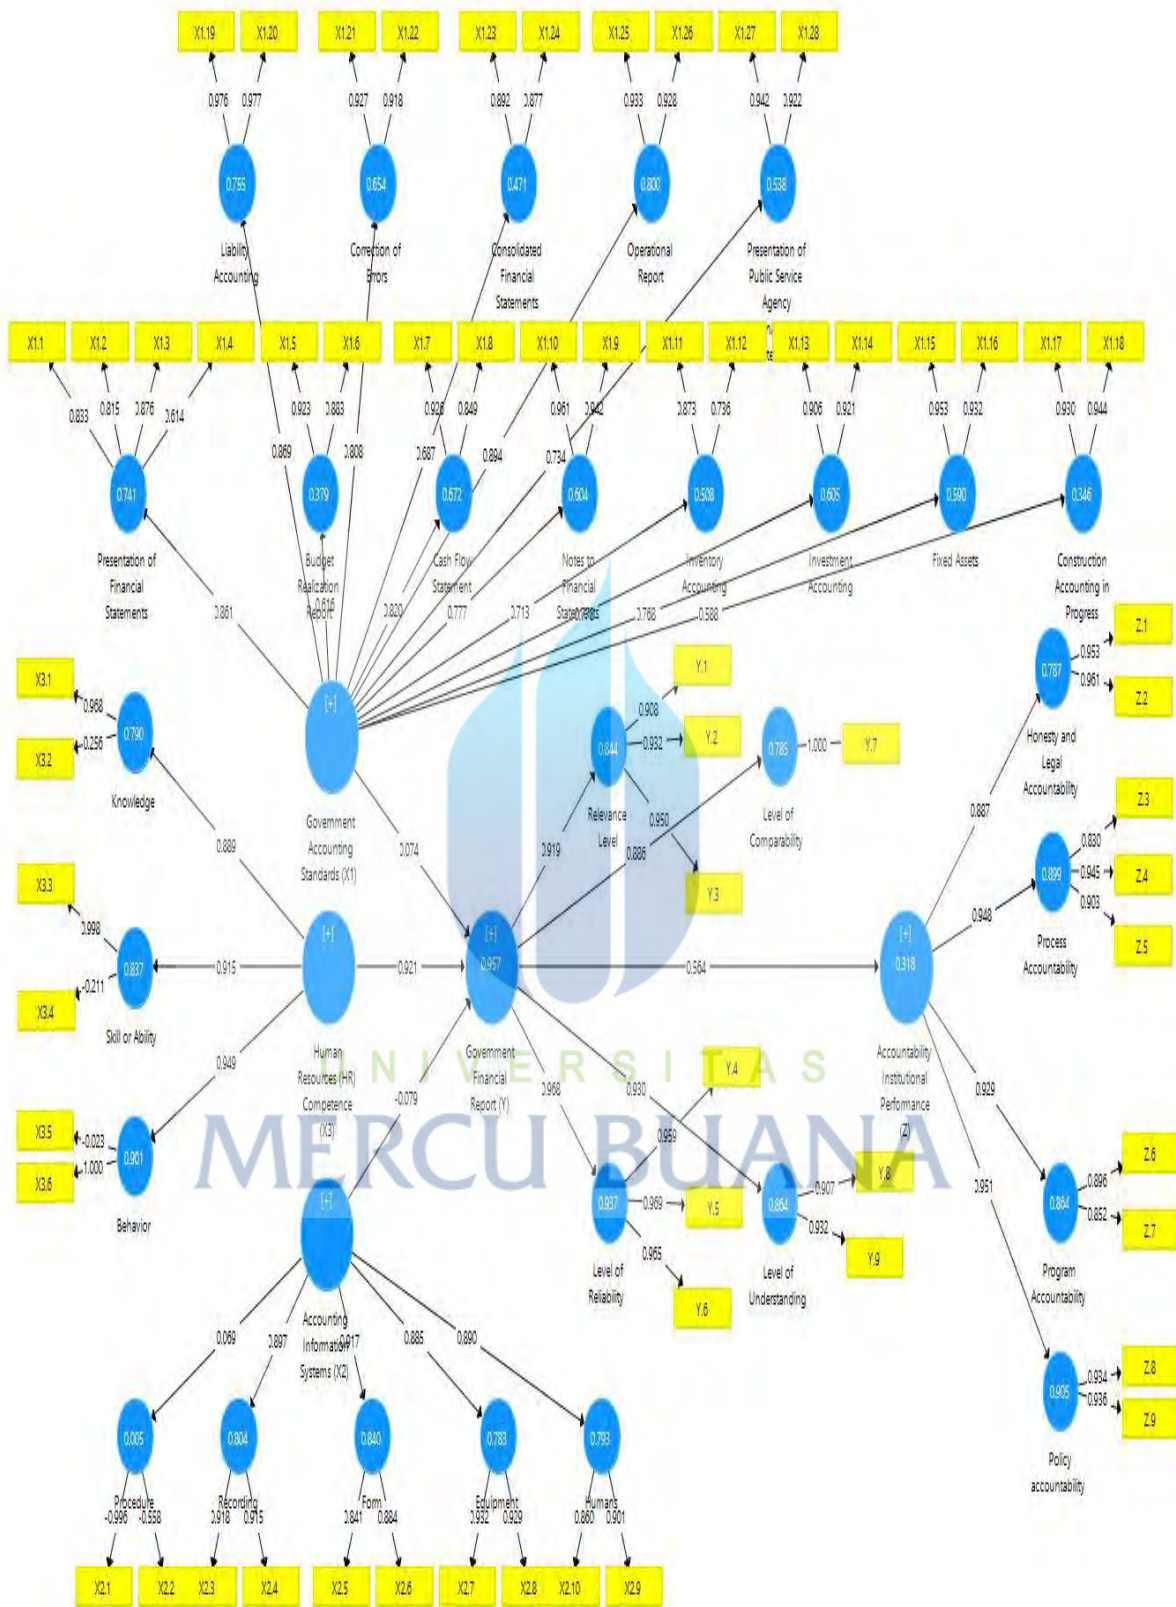 X1.19 X1.20 X1.21 X1.22 X1.23 X1.24 X1.25 X1.26 X1.27 X1.28
0.976 0.977 0.927 0.918 0.892 0.877 0.933 0.928 0.942 0.922
0.755 0.654 0.471 0.800 0.538
Liability Correction of Consolidated Operational Presentation of
Accounting Errors Financial Report Public Service
Statements Agency
X1.1 X1.2 X1.3 X1.4 X1.5 X1.6 X1.7 X1.8 X1.10 X1.9 X1.11 X1.12 X1.13 X1.14 X1.15 X1.16 X1.17 X1.18
0.833 0.815 0.876 0.614 0.923 0.883 0.926 0.849 0.961 0.942 0.873 0.736 0.906 0.921 0.953 0.932 0.930 0.944
0.869 0.808 0.687 0.894 0.734
0.741 0.379 0.672 0.604 0.508 0.605 0.590 0.346
Presentation of Budget Cash Flow Notes to Inventory Investment Fixed Assets Construction
Financial Realization Statement Financial Accounting Accounting Accounting in
Statements Report Statements Progress
0.861 0.616 0.820 0.777 0.713 0.768 0.588
X3.1 0.968
0.790 [+] Y.1 0.787 0.953 Z.1
X3.2 0.256 0.908 0.961 Z.2
0.844 0.932 Y.2 0.785 1.000 Y.7
Knowledge Relevance Level of Honesty and
Level Comparability Legal
Accountability
Government
Accounting
Standards (X1)
0.889 0.074 0.919 0.950 0.886 0.887
Y.3
X3.3 0.998 Z.3 0.830
0.837 0.899 0.945 Z.4
X3.4 -0.211 0.903 Z.5
Skill or Ability Process
Accountability
0.915 [+] 0.921 [+] 0.957 0.564 [+] 0.318 0.948
Human Government Accountability
Resources (HR) Financial Institutional
Competence Report (Y) Performance
(X3) (Z)
UNIVERSITAS
MERCU BUANA
0.949 -0.079 0.968 0.930 0.929 0.951
Y.4 0.959
X3.5 -0.023
X3.6 1.000
0.901
Behavior
[+]
0.937 0.969 Y.5 0.864 0.907 Y.8
0.965 Y.6 0.932 Y.9
Level of Level of
Reliability Understanding
0.864 0.896 Z.6
0.852 Z.7
Program
Accountability
Accounting
Information
Systems (X2)
0.069 0.897 0.917 0.885 0.890
0.905 0.934 Z.8
0.936 Z.9
Policy
accountability
0.005 0.804 0.840 0.783 0.793
Procedure Recording Form Equipment Humans
-0.996 -0.558 0.918 0.915 0.841 0.884 0.932 0.929 0.860 0.901
X2.1 X2.2 X2.3 X2.4 X2.5 X2.6 X2.7 X2.8 X2.10 X2.9